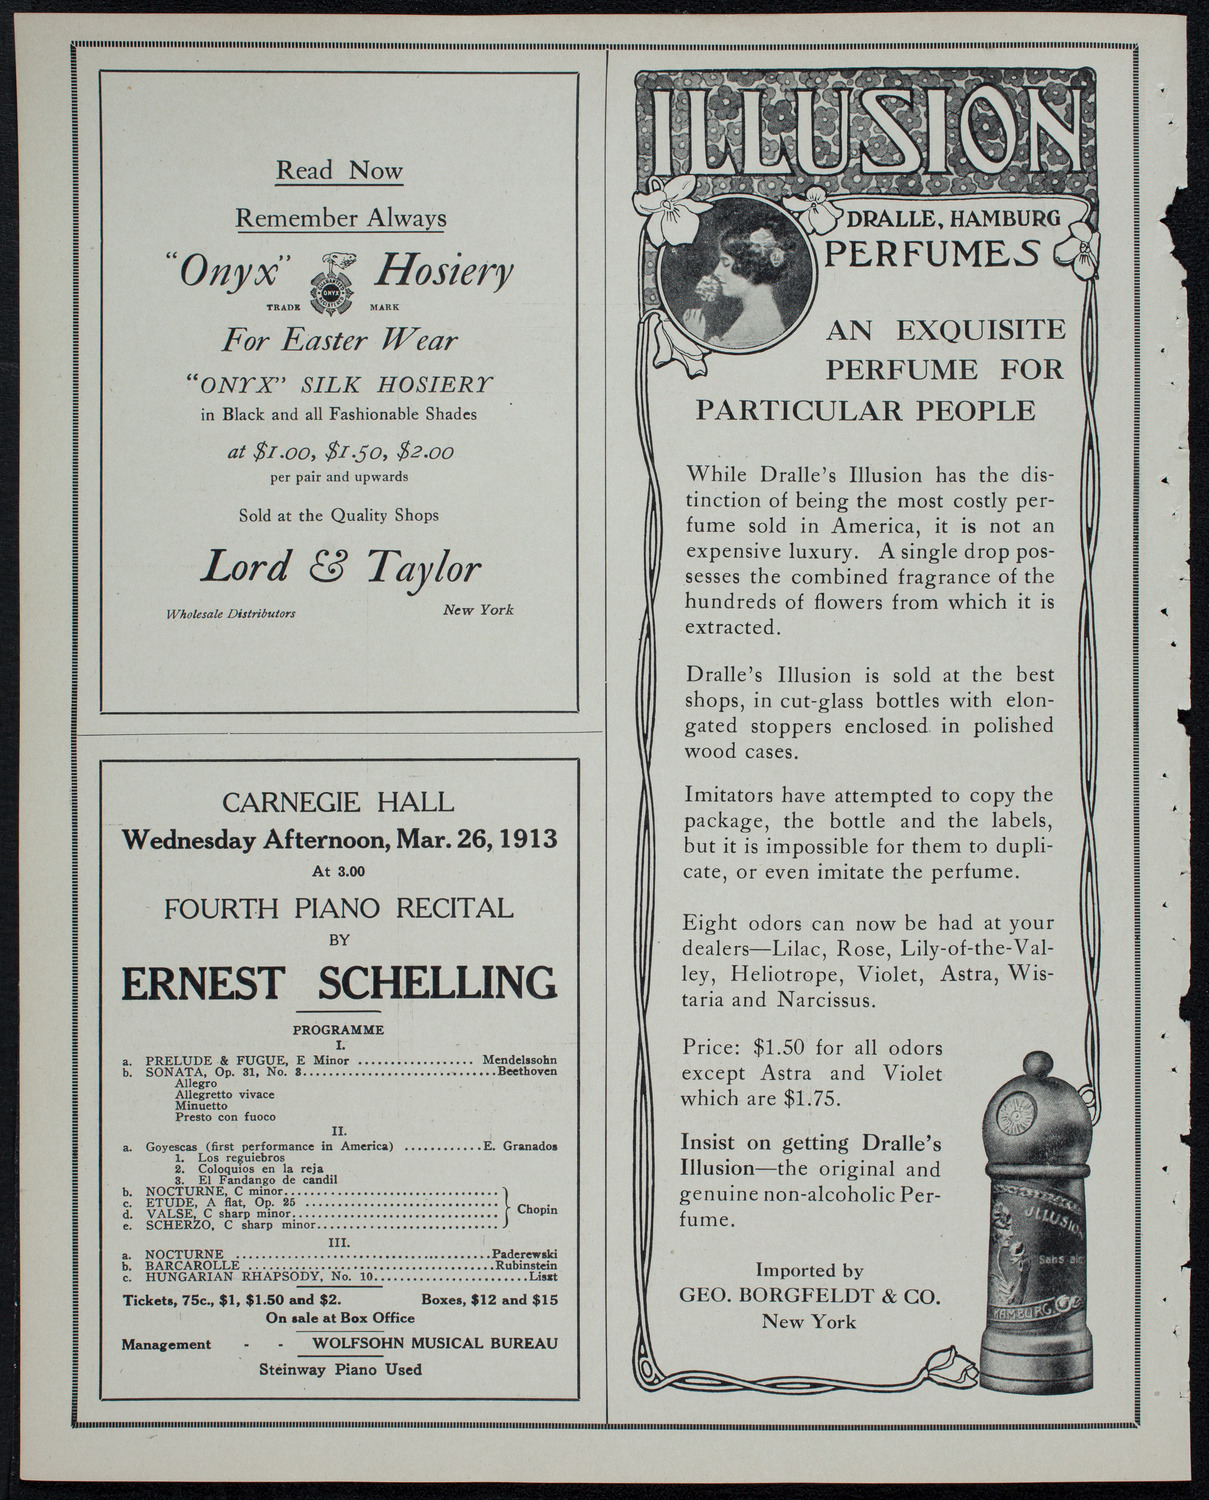 Read Now
Remember Always
"Onyx" Hosiery
ONYX
TRADE MARK
For Easter Wear
"ONYX" SILK HOSIERY
in Black and all Fashionable Shades
at $1.00, $1.50, $2.00
per pair and upwards
Sold at the Quality Shops
Lord & Taylor
Wholesale Distributors New York
CARNEGIE HALL
Wednesday Afternoon, Mar. 26, 1913
At 3.00
FOURTH PIANO RECITAL
BY
ERNEST SCHELLING
PROGRAMME
I.
a. PRELUDE & FUGUE, E Minor ................. Mendelssohn
b. SONATA, Op. 31, No. 3............................Beethoven
Allegro
Allegretto vivace
Minuetto
Presto con fuoco
II.
a. Goyescas (first performance in America) ............E. Granados
1. Los reguiebros
2. Coloquios en la reja
3. El Fandango de candil
b. NOCTURNE, C minor................................
c. ETUDE, A flat, Op. 25 ............................
d. VALSE, C sharp minor..............................
e. SCHERZO, C sharp minor...........................
Chopin
III.
a. NOCTURNE .....................................Paderewski
b. BARCAROLLE ....................................Rubinstein
c. HUNGARIAN RHAPSODY, No. 10.......................Liszt
Tickets, 75c., $1, $1.50 and $2. Boxes, $12 and $15
On sale at Box Office
Management - - WOLFSOHN MUSICAL BUREAU
Steinway Piano Used
ILLUSION
DRALLE, HAMBURG
PERFUMES
AN EXQUISITE
PERFUME FOR
PARTICULAR PEOPLE
While Dralle's Illusion has the dis-
tinction of being the most costly per-
fume sold in America, it is not an
expensive luxury. A single drop pos-
sesses the combined fragrance of the
hundreds of flowers from which it is
extracted.
Dralle's Illusion is sold at the best
shops, in cut-glass bottles with elon-
gated stoppers enclosed in polished
wood cases.
Imitators have attempted to copy the
package, the bottle and the labels,
but it is impossible for them to dupli-
cate, or even imitate the perfume.
Eight odors can now be had at your
dealers—Lilac, Rose, Lily-of-the-Val-
ley, Heliotrope, Violet, Astra, Wis-
taria and Narcissus.
Price: $1.50 for all odors
except Astra and Violet
which are $1.75.
Insist on getting Dralle's
Illusion—the original and
genuine non-alcoholic Per-
fume.
Imported by
GEO. BORGFELDT & CO.
New York
ILLUSION
HAMBURG